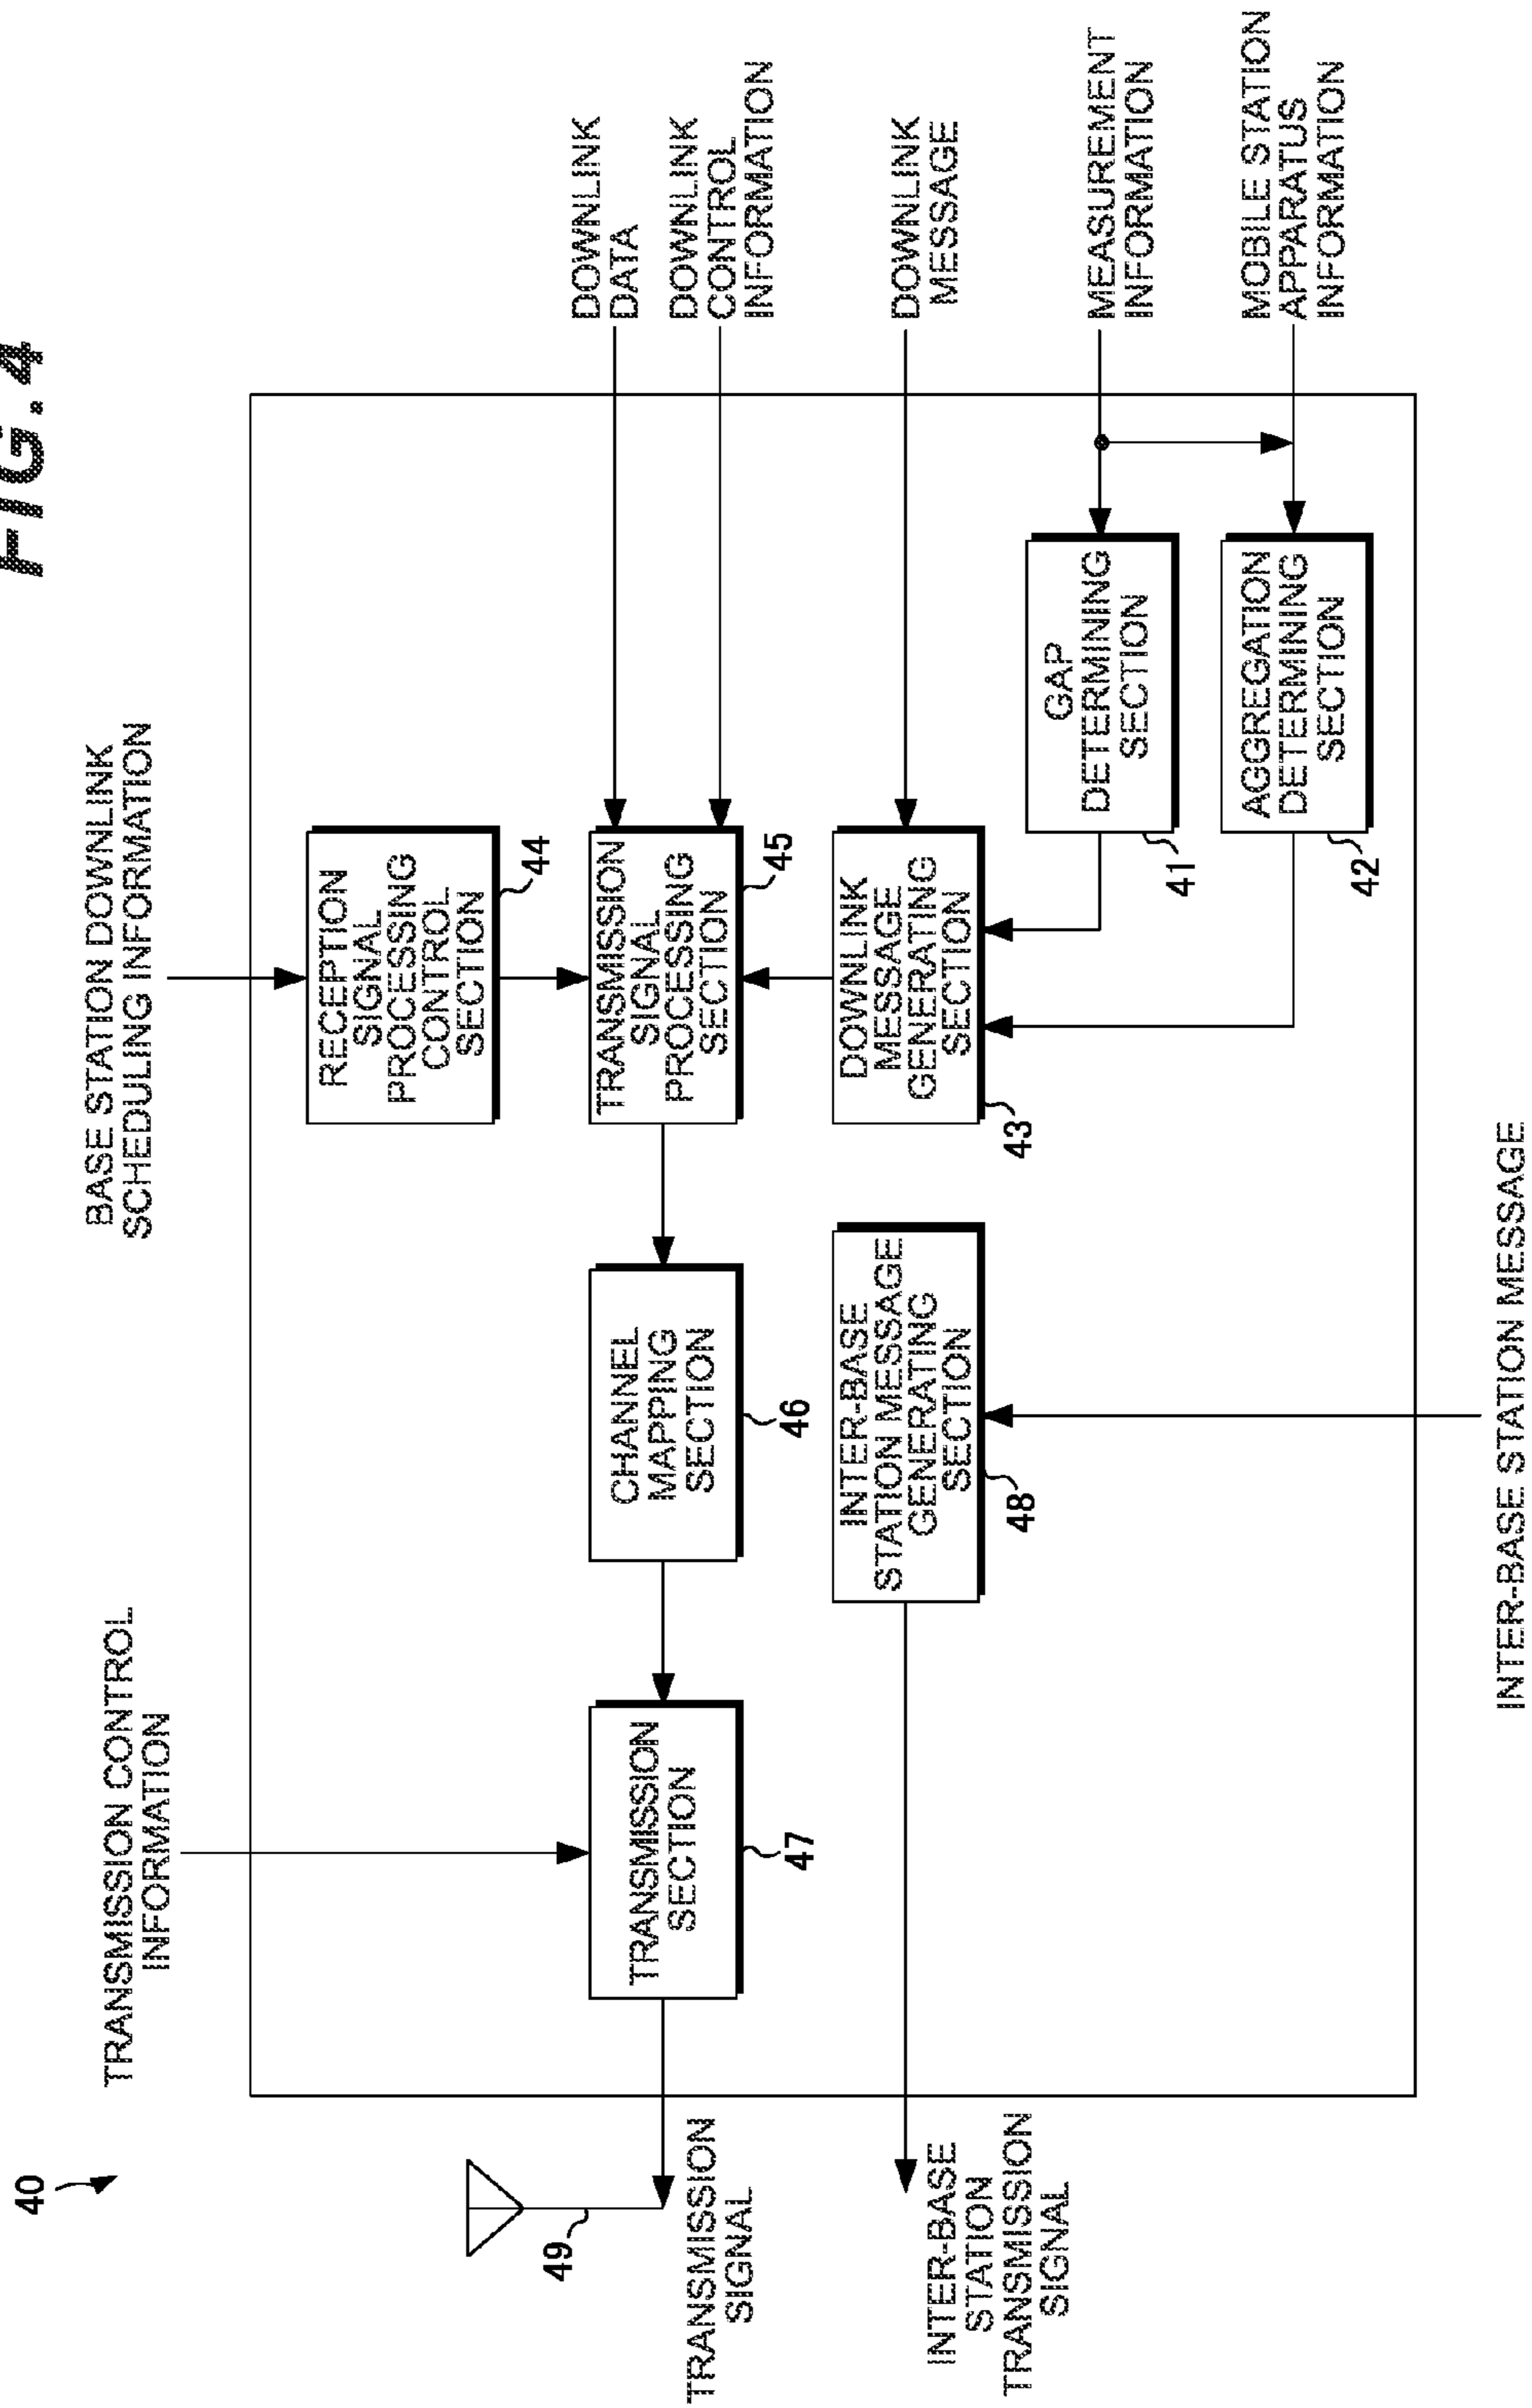 FIG. 4
40
TRANSMISSION CONTROL
INFORMATION
BASE STATION DOWNLINK
SCHEDULING INFORMATION
RECEPTION
SIGNAL
PROCESSING
CONTROL
SECTION
44
49
TRANSMISSION
SIGNAL
TRANSMISSION
SECTION
47
CHANNEL
MAPPING
SECTION
46
TRANSMISSION
SIGNAL
PROCESSING
SECTION
45
DOWNLINK
DATA
DOWNLINK
CONTROL
INFORMATION
INTER-BASE
STATION
TRANSMISSION
SIGNAL
INTER-BASE
STATION MESSAGE
GENERATING
SECTION
48
DOWNLINK
MESSAGE
GENERATING
SECTION
43
DOWNLINK
MESSAGE
GAP
DETERMINING
SECTION
41
MEASUREMENT
INFORMATION
AGGREGATION
DETERMINING
SECTION
42
MOBILE STATION
APPARATUS
INFORMATION
INTER-BASE STATION MESSAGE